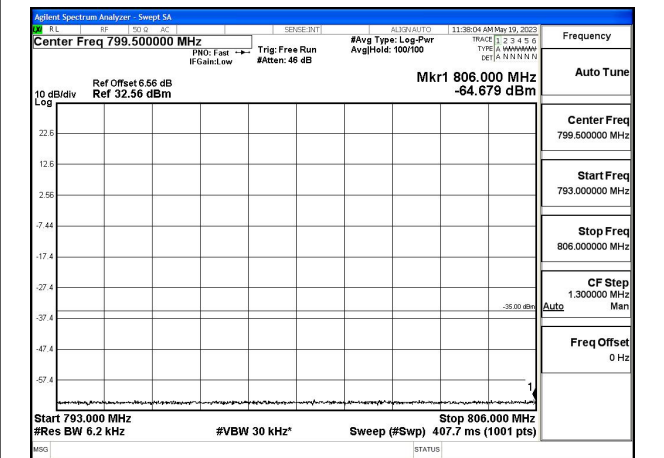 Agilent Spectrum Analyzer - Swept SA
RL RF 50 Ω AC SENSE:INT ALIGNAUTO 11:38:04 AM May 19, 2023
Center Freq 799.500000 MHz
PNO: Fast
IFGain:Low
Trig: Free Run
#Atten: 46 dB
#Avg Type: Log-Pwr
Avg|Hold: 100/100
TRACE 1 2 3 4 5 6
TYPE A WWWWW
DET A N N N N N
Mkr1 806.000 MHz
-64.679 dBm
Ref Offset 6.56 dB
10 dB/div Ref 32.56 dBm
Log
22.6
12.6
2.56
-7.44
-17.4
-27.4
-35.00 dBm
-37.4
-47.4
-57.4
1
Start 793.000 MHz Stop 806.000 MHz
#Res BW 6.2 kHz #VBW 30 kHz* Sweep (#Swp) 407.7 ms (1001 pts)
MSG STATUS
Frequency
Auto Tune
Center Freq
799.500000 MHz
Start Freq
793.000000 MHz
Stop Freq
806.000000 MHz
CF Step
1.300000 MHz
Auto Man
Freq Offset
0 Hz